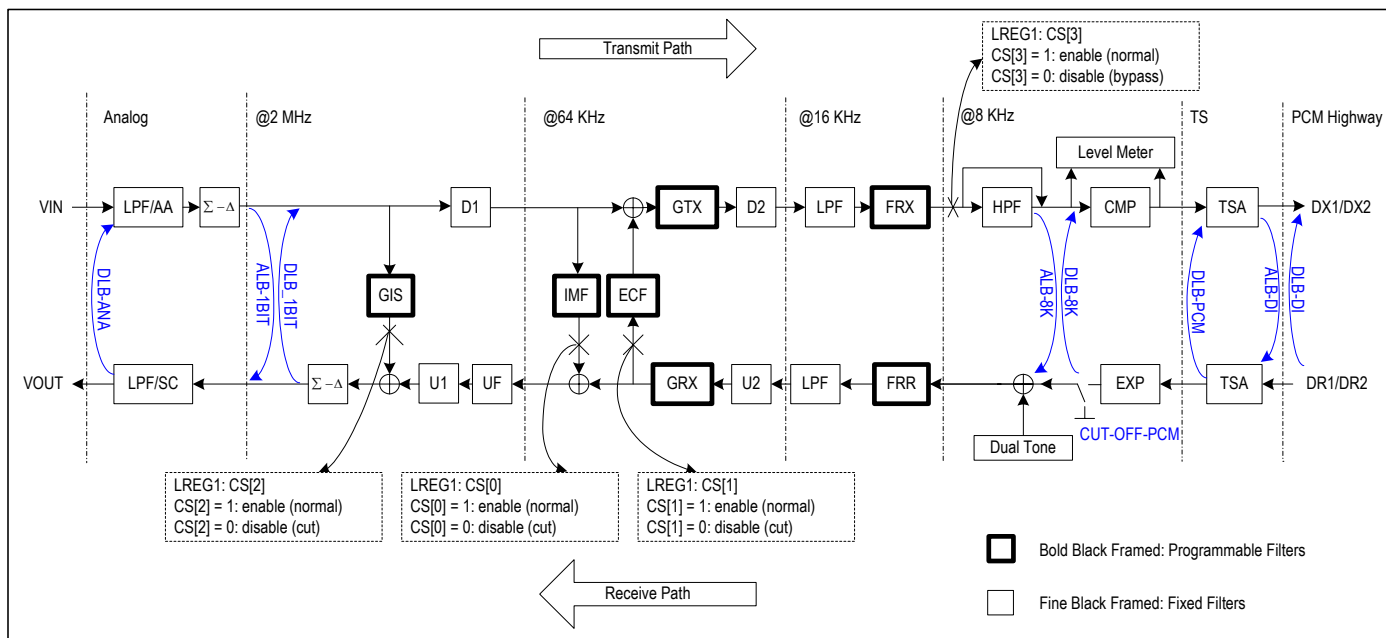 Transmit Path
LREG1: CS[3]
CS[3] = 1: enable (normal)
CS[3] = 0: disable (bypass)
Analog
@2 MHz
@64 KHz
@16 KHz
@8 KHz
TS
PCM Highway
Level Meter
VIN
LPF/AA
Σ−Δ
D1
GTX
D2
LPF
FRX
HPF
CMP
TSA
DX1/DX2
DLB-ANA
ALB-1BIT
DLB_1BIT
GIS
IMF
ECF
ALB-8K
DLB-8K
DLB-PCM
ALB-DI
DLB-DI
VOUT
LPF/SC
Σ−Δ
U1
UF
GRX
U2
LPF
FRR
EXP
TSA
DR1/DR2
CUT-OFF-PCM
Dual Tone
LREG1: CS[2]
CS[2] = 1: enable (normal)
CS[2] = 0: disable (cut)
LREG1: CS[0]
CS[0] = 1: enable (normal)
CS[0] = 0: disable (cut)
LREG1: CS[1]
CS[1] = 1: enable (normal)
CS[1] = 0: disable (cut)
Bold Black Framed: Programmable Filters
Receive Path
Fine Black Framed: Fixed Filters